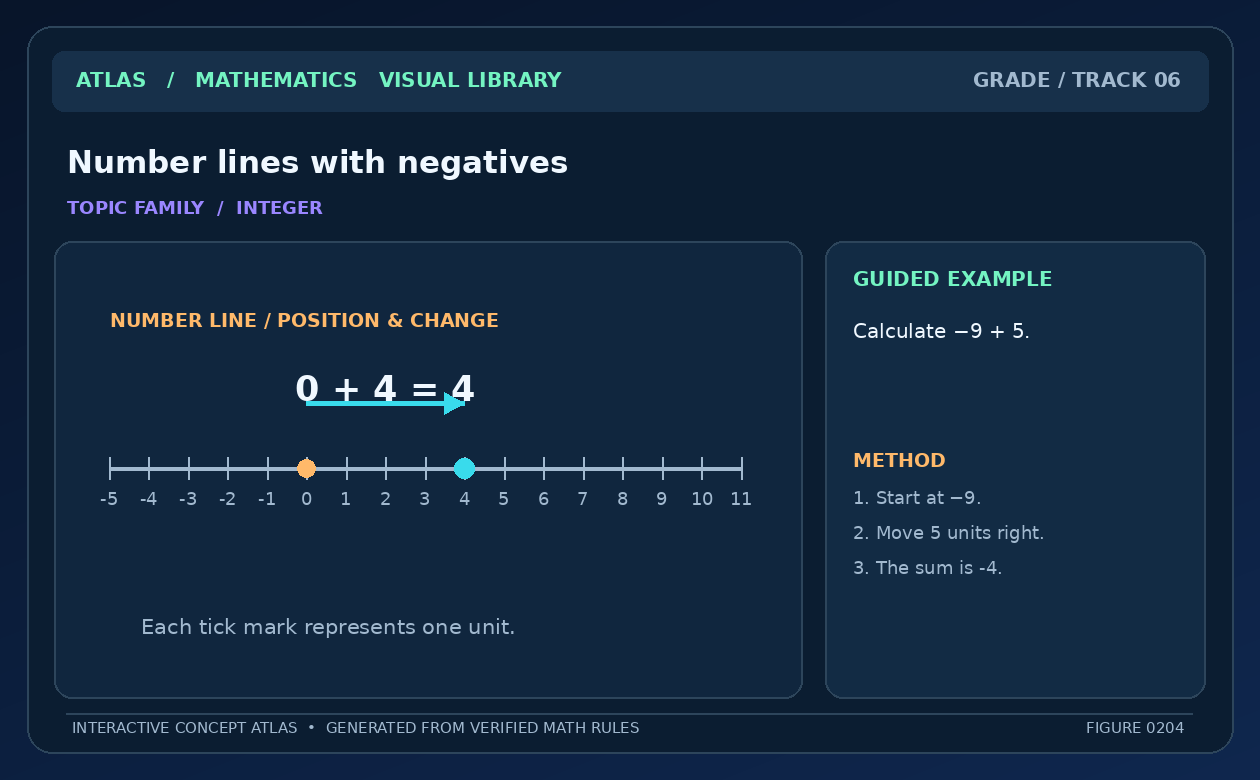 ATLAS / MATHEMATICS VISUAL LIBRARY
GRADE / TRACK 06
Number lines with negatives
TOPIC FAMILY / INTEGER
NUMBER LINE / POSITION & CHANGE
0 + 4 = 4
-5 -4 -3 -2 -1 0 1 2 3 4 5 6 7 8 9 10 11
Each tick mark represents one unit.
GUIDED EXAMPLE
Calculate −9 + 5.
METHOD
1. Start at −9.
2. Move 5 units right.
3. The sum is -4.
INTERACTIVE CONCEPT ATLAS • GENERATED FROM VERIFIED MATH RULES
FIGURE 0204